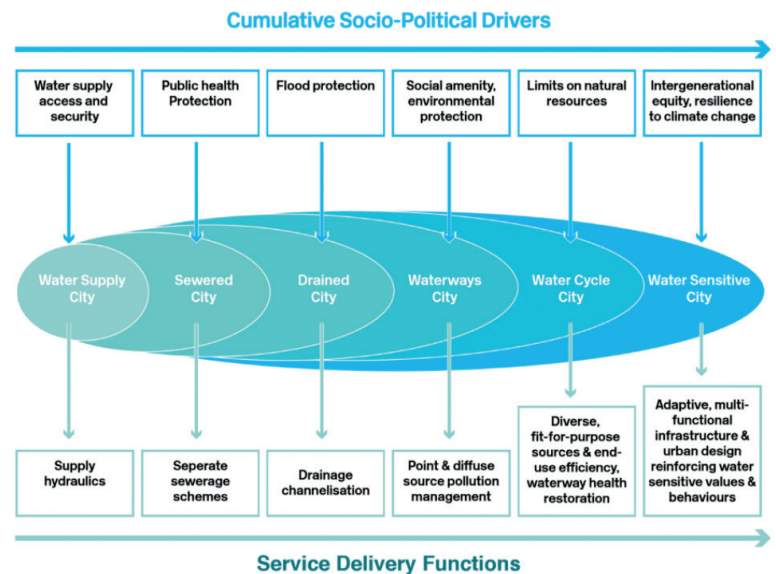 Cumulative Socio-Political Drivers
Water supply
access and
security
Public health
Protection
Flood protection
Social amenity,
environmental
protection
Limits on natural
resources
Intergenerational
equity, resilience
to climate change
Water Supply
City
Sewered
City
Drained
City
Waterways
City
Water Cycle
City
Water Sensitive
City
Supply
hydraulics
Seperate
sewerage
schemes
Drainage
channelisation
Point & diffuse
source pollution
management
Diverse,
fit-for-purpose
sources & end-
use efficiency,
waterway health
restoration
Adaptive, multi-
functional
infrastructure &
urban design
reinforcing water
sensitive values &
behaviours
Service Delivery Functions